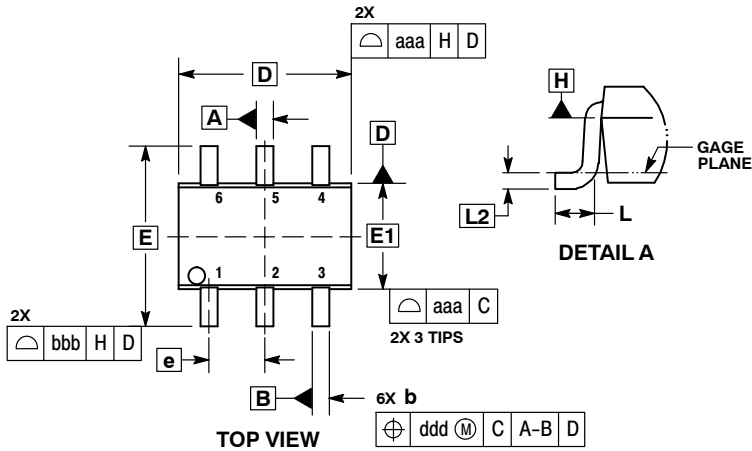 2X
⌓ aaa H D
D
A
D
H
GAGE
PLANE
6 5 4
L2
L
E
E1
DETAIL A
1 2 3
⌓ aaa C
2X
2X 3 TIPS
⌓ bbb H D
e
B
6X b
⌖ ddd Ⓜ C A-B D
TOP VIEW